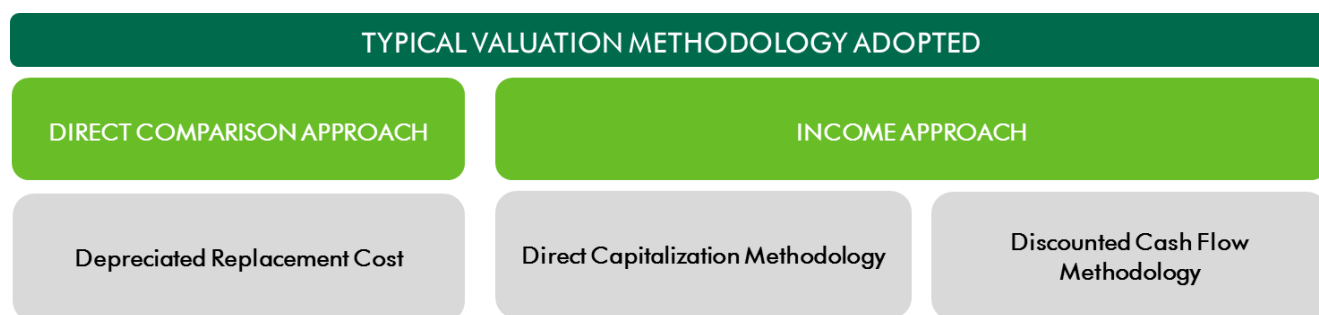 TYPICAL VALUATION METHODOLOGY ADOPTED
DIRECT COMPARISON APPROACH
INCOME APPROACH
Depreciated Replacement Cost
Direct Capitalization Methodology
Discounted Cash Flow
Methodology